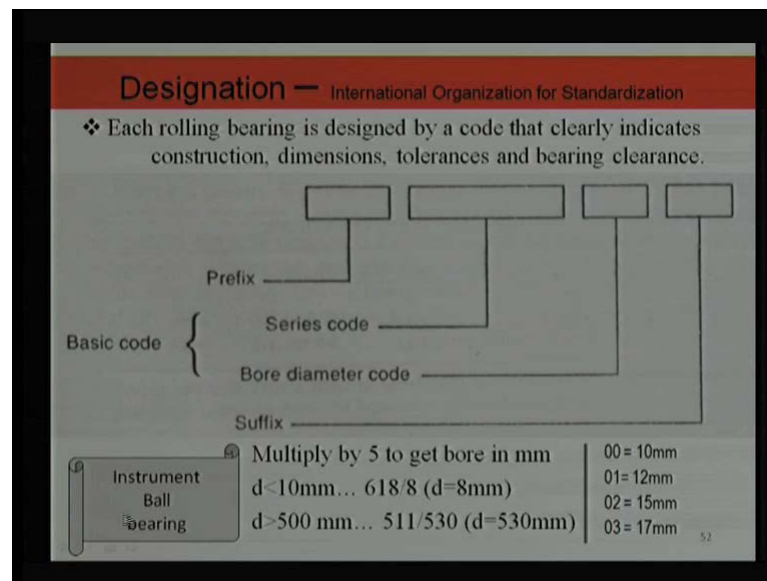 Designation — International Organization for Standardization
❖ Each rolling bearing is designed by a code that clearly indicates
construction, dimensions, tolerances and bearing clearance.
Prefix
Series code
Basic code
Bore diameter code
Suffix
Instrument
Ball
bearing
Multiply by 5 to get bore in mm
d<10mm... 618/8 (d=8mm)
d>500 mm... 511/530 (d=530mm)
00 = 10mm
01= 12mm
02 = 15mm
03 = 17mm
52